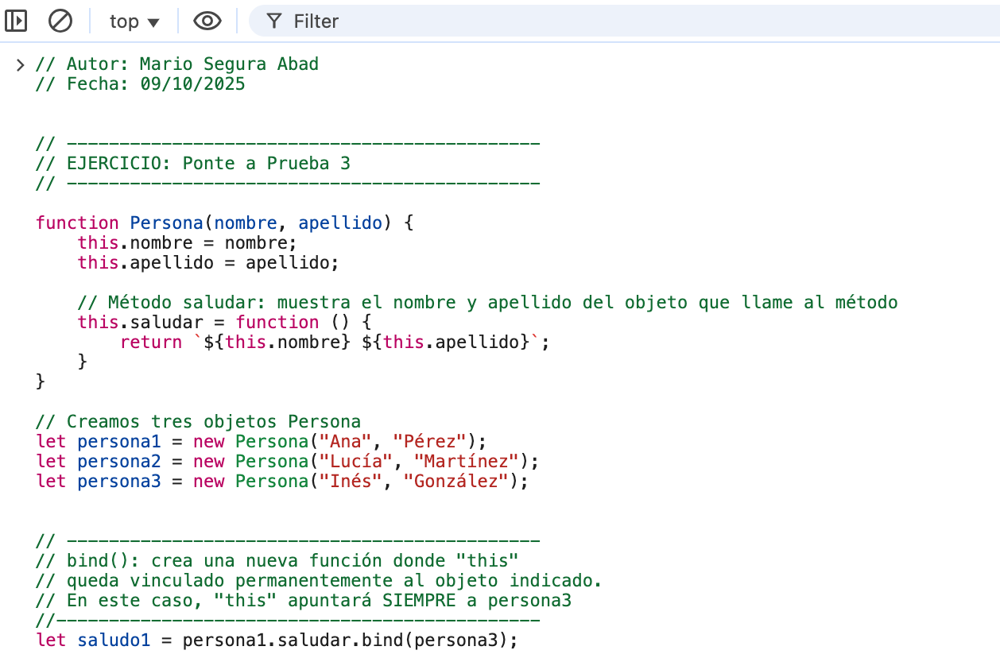 top ▼ Filter
// Autor: Mario Segura Abad
// Fecha: 09/10/2025
// ---------------------------------------------
// EJERCICIO: Ponte a Prueba 3
// ---------------------------------------------
function Persona(nombre, apellido) {
    this.nombre = nombre;
    this.apellido = apellido;
    // Método saludar: muestra el nombre y apellido del objeto que llame al método
    this.saludar = function () {
        return `${this.nombre} ${this.apellido}`;
    }
}
// Creamos tres objetos Persona
let persona1 = new Persona("Ana", "Pérez");
let persona2 = new Persona("Lucía", "Martínez");
let persona3 = new Persona("Inés", "González");
// ---------------------------------------------
// bind(): crea una nueva función donde "this"
// queda vinculado permanentemente al objeto indicado.
// En este caso, "this" apuntará SIEMPRE a persona3
//----------------------------------------------
let saludo1 = persona1.saludar.bind(persona3);